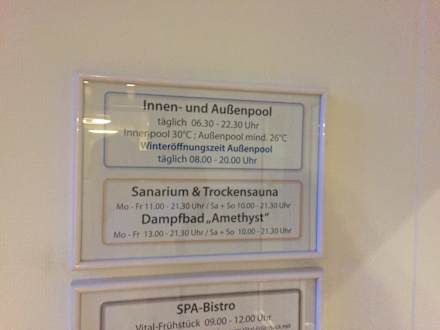 Innen- und Außenpool
täglich 06.30 - 22.30 Uhr
Innenpool 30°C ; Außenpool mind. 26°C
Winteröffnungszeit Außenpool
täglich 08.00 - 20.00 Uhr
Sanarium & Trockensauna
Mo - Fr 11.00 - 21.30 Uhr / Sa + So 10.00 - 21.30 Uhr
Dampfbad „Amethyst“
Mo - Fr 13.00 - 21.30 Uhr / Sa + So 10.00 - 21.30 Uhr
SPA-Bistro
Vital-Frühstück 09.00 - 12.00 Uhr